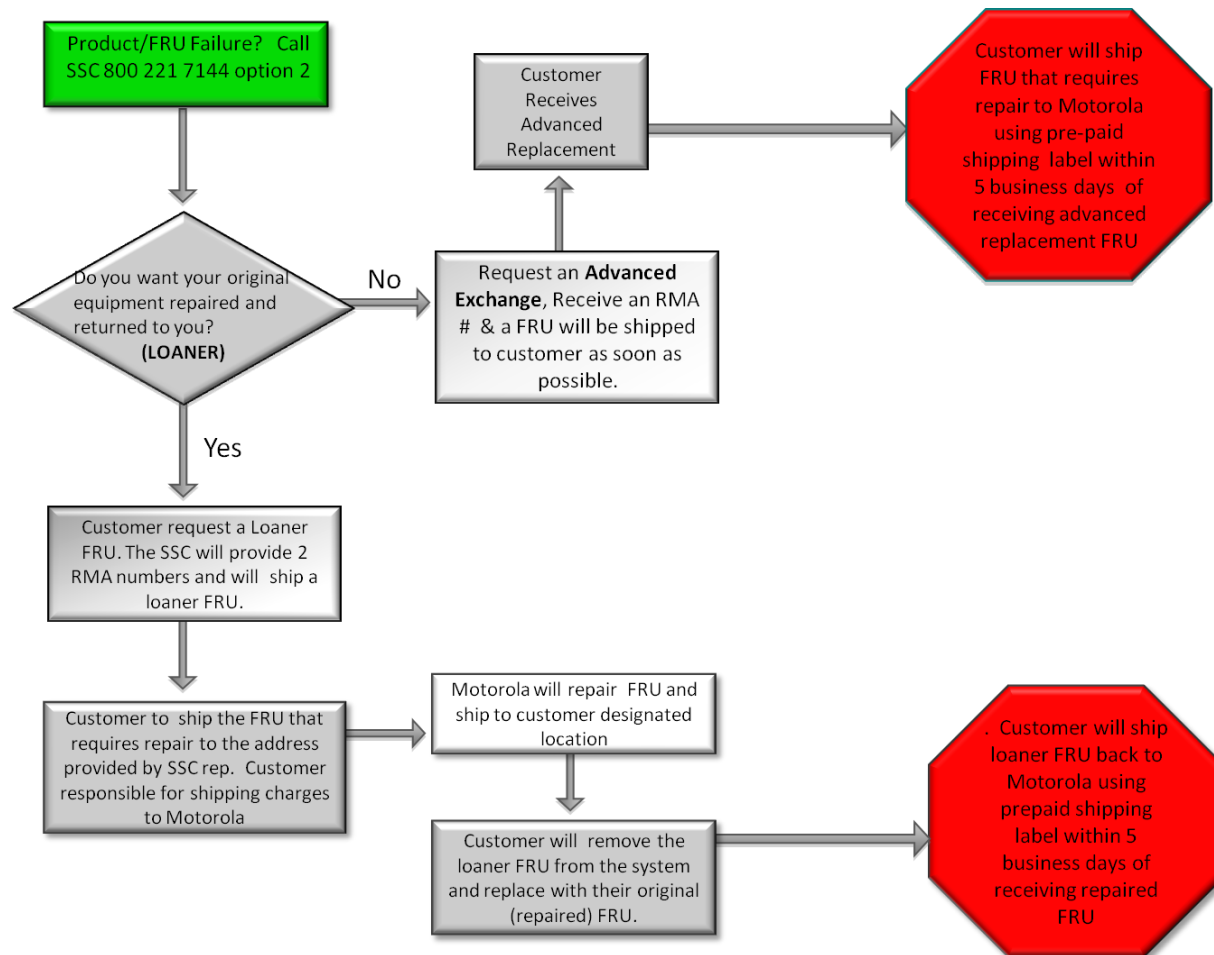 Product/FRU Failure? Call
SSC 800 221 7144 option 2
Do you want your original
equipment repaired and
returned to you?
(LOANER)
No
Request an Advanced
Exchange, Receive an RMA
# & a FRU will be shipped
to customer as soon as
possible.
Customer
Receives
Advanced
Replacement
Customer will ship
FRU that requires
repair to Motorola
using pre-paid
shipping label within
5 business days of
receiving advanced
replacement FRU
Yes
Customer request a Loaner
FRU. The SSC will provide 2
RMA numbers and will ship a
loaner FRU.
Customer to ship the FRU that
requires repair to the address
provided by SSC rep. Customer
responsible for shipping charges
to Motorola
Motorola will repair FRU and
ship to customer designated
location
Customer will remove the
loaner FRU from the system
and replace with their original
(repaired) FRU.
. Customer will ship
loaner FRU back to
Motorola using
prepaid shipping
label within 5
business days of
receiving repaired
FRU